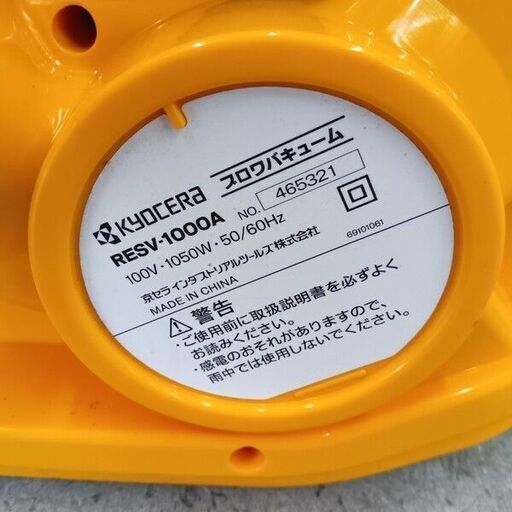 KYOCERa ブロワバキューム
RESV-1000A NO. 465321
100V・1050W・50/60Hz
京セラインダストリアルツールズ株式会社
MADE IN CHINA 69101061
警告
・ご使用前に取扱説明書を必ずよく
お読みください。
・感電のおそれがありますので、
雨中では使用しないでください。